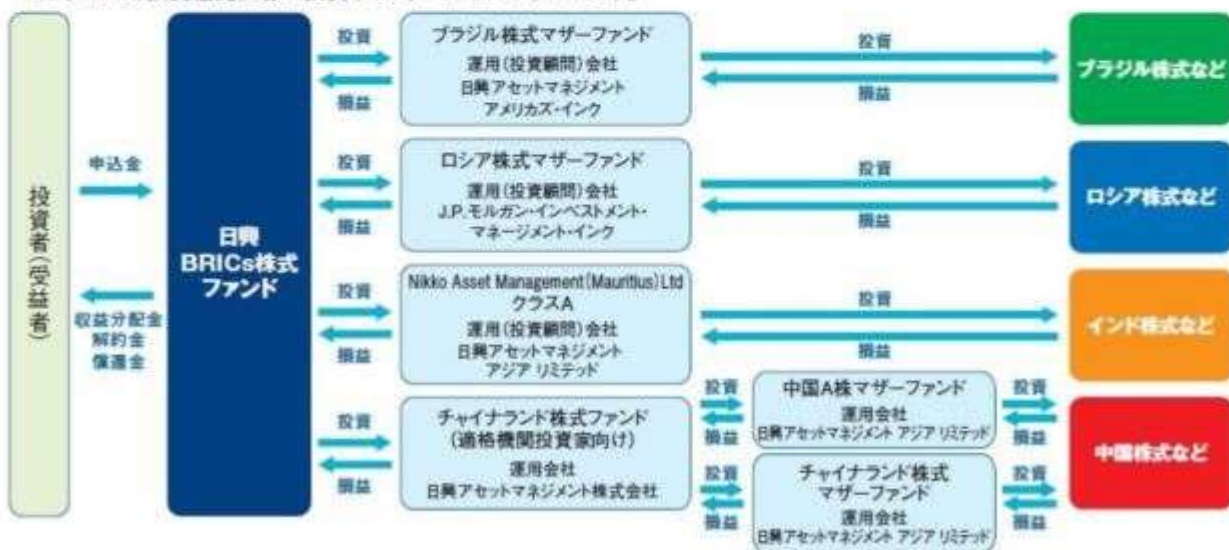 投資者(受益者)
申込金
収益分配金
解約金
償還金
日興
BRICs株式
ファンド
投資
損益
ブラジル株式マザーファンド
運用(投資顧問)会社
日興アセットマネジメント
アメリカズ・インク
投資
損益
ブラジル株式など
投資
損益
ロシア株式マザーファンド
運用(投資顧問)会社
J.P.モルガン・インベストメント・
マネージメント・インク
投資
損益
ロシア株式など
投資
損益
Nikko Asset Management(Mauritius)Ltd
クラスA
運用(投資顧問)会社
日興アセットマネジメント
アジア リミテッド
投資
損益
インド株式など
投資
損益
チャイナランド株式ファンド
(適格機関投資家向け)
運用会社
日興アセットマネジメント株式会社
投資
損益
中国A株マザーファンド
運用会社
日興アセットマネジメント アジア リミテッド
投資
損益
投資
損益
チャイナランド株式
マザーファンド
運用会社
日興アセットマネジメント アジア リミテッド
投資
損益
中国株式など